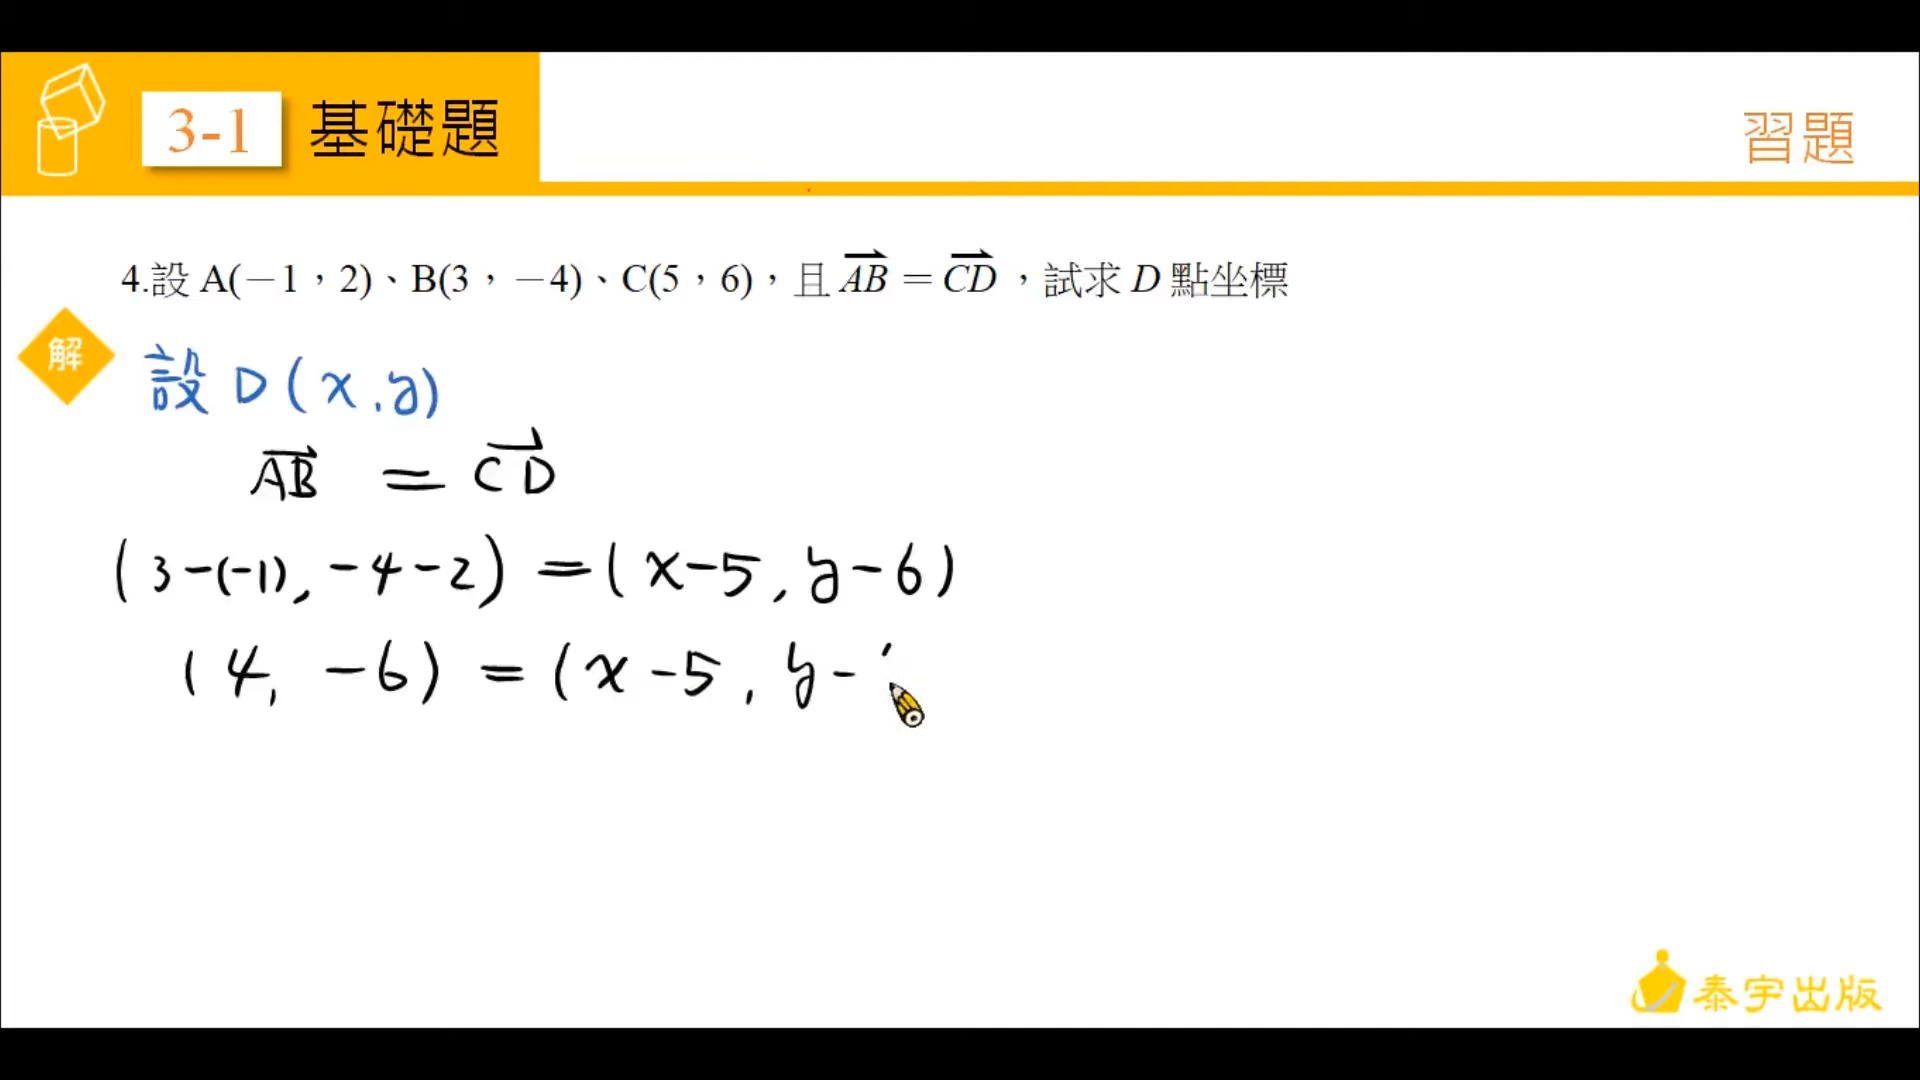 3-1 基礎題
習題
4.設 A(－1，2)、B(3，－4)、C(5，6)，且 AB = CD，試求 D 點坐標
解
設 D(x,y)
AB = CD
(3-(-1), -4-2) = (x-5, y-6)
(4, -6) = (x-5, y-
泰宇出版